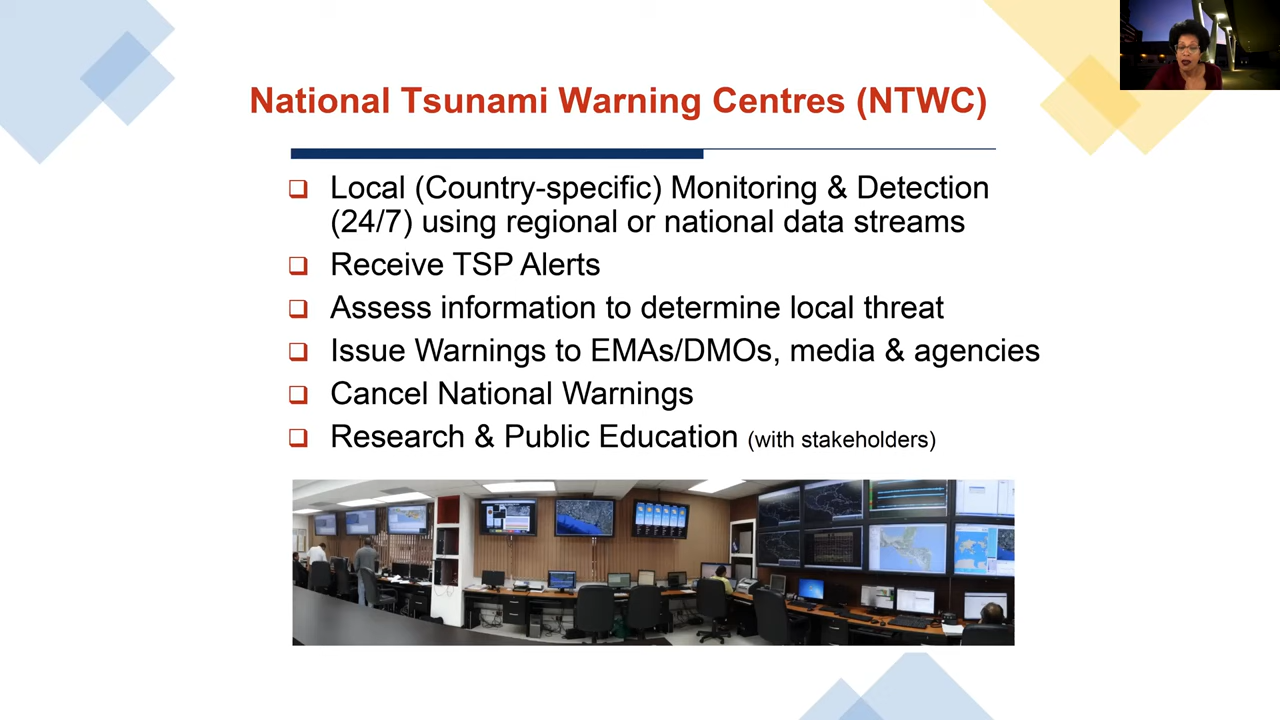 National Tsunami Warning Centres (NTWC)
Local (Country-specific) Monitoring & Detection
(24/7) using regional or national data streams
Receive TSP Alerts
Assess information to determine local threat
Issue Warnings to EMAs/DMOs, media & agencies
Cancel National Warnings
Research & Public Education (with stakeholders)